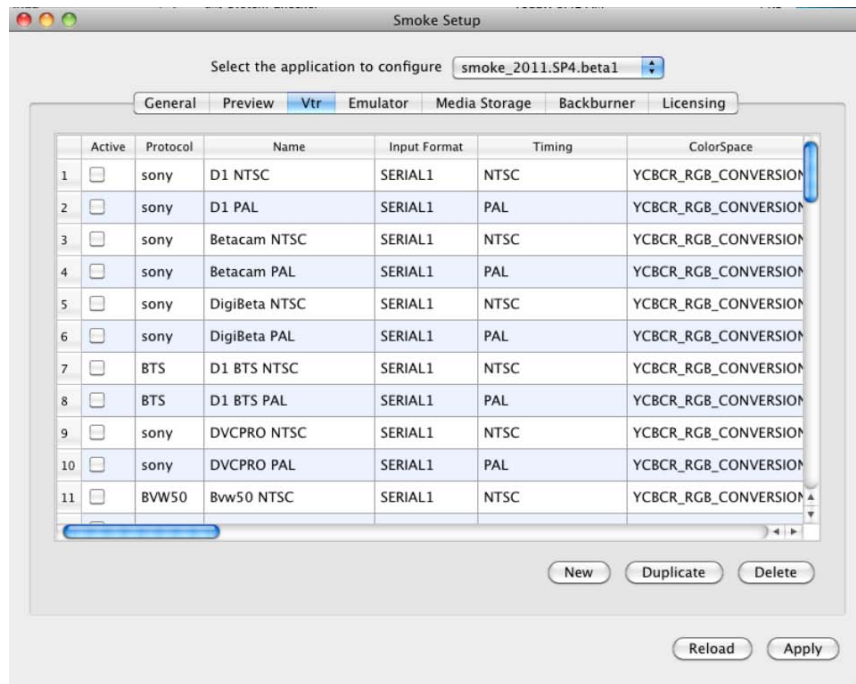 Smoke Setup
Select the application to configure smoke_2011.SP4.beta1
General Preview Vtr Emulator Media Storage Backburner Licensing
Active Protocol Name Input Format Timing ColorSpace
1 sony D1 NTSC SERIAL1 NTSC YCBCR_RGB_CONVERSION
2 sony D1 PAL SERIAL1 PAL YCBCR_RGB_CONVERSION
3 sony Betacam NTSC SERIAL1 NTSC YCBCR_RGB_CONVERSION
4 sony Betacam PAL SERIAL1 PAL YCBCR_RGB_CONVERSION
5 sony DigiBeta NTSC SERIAL1 NTSC YCBCR_RGB_CONVERSION
6 sony DigiBeta PAL SERIAL1 PAL YCBCR_RGB_CONVERSION
7 BTS D1 BTS NTSC SERIAL1 NTSC YCBCR_RGB_CONVERSION
8 BTS D1 BTS PAL SERIAL1 PAL YCBCR_RGB_CONVERSION
9 sony DVCPRO NTSC SERIAL1 NTSC YCBCR_RGB_CONVERSION
10 sony DVCPRO PAL SERIAL1 PAL YCBCR_RGB_CONVERSION
11 BVW50 Bvw50 NTSC SERIAL1 NTSC YCBCR_RGB_CONVERSION
New Duplicate Delete
Reload Apply